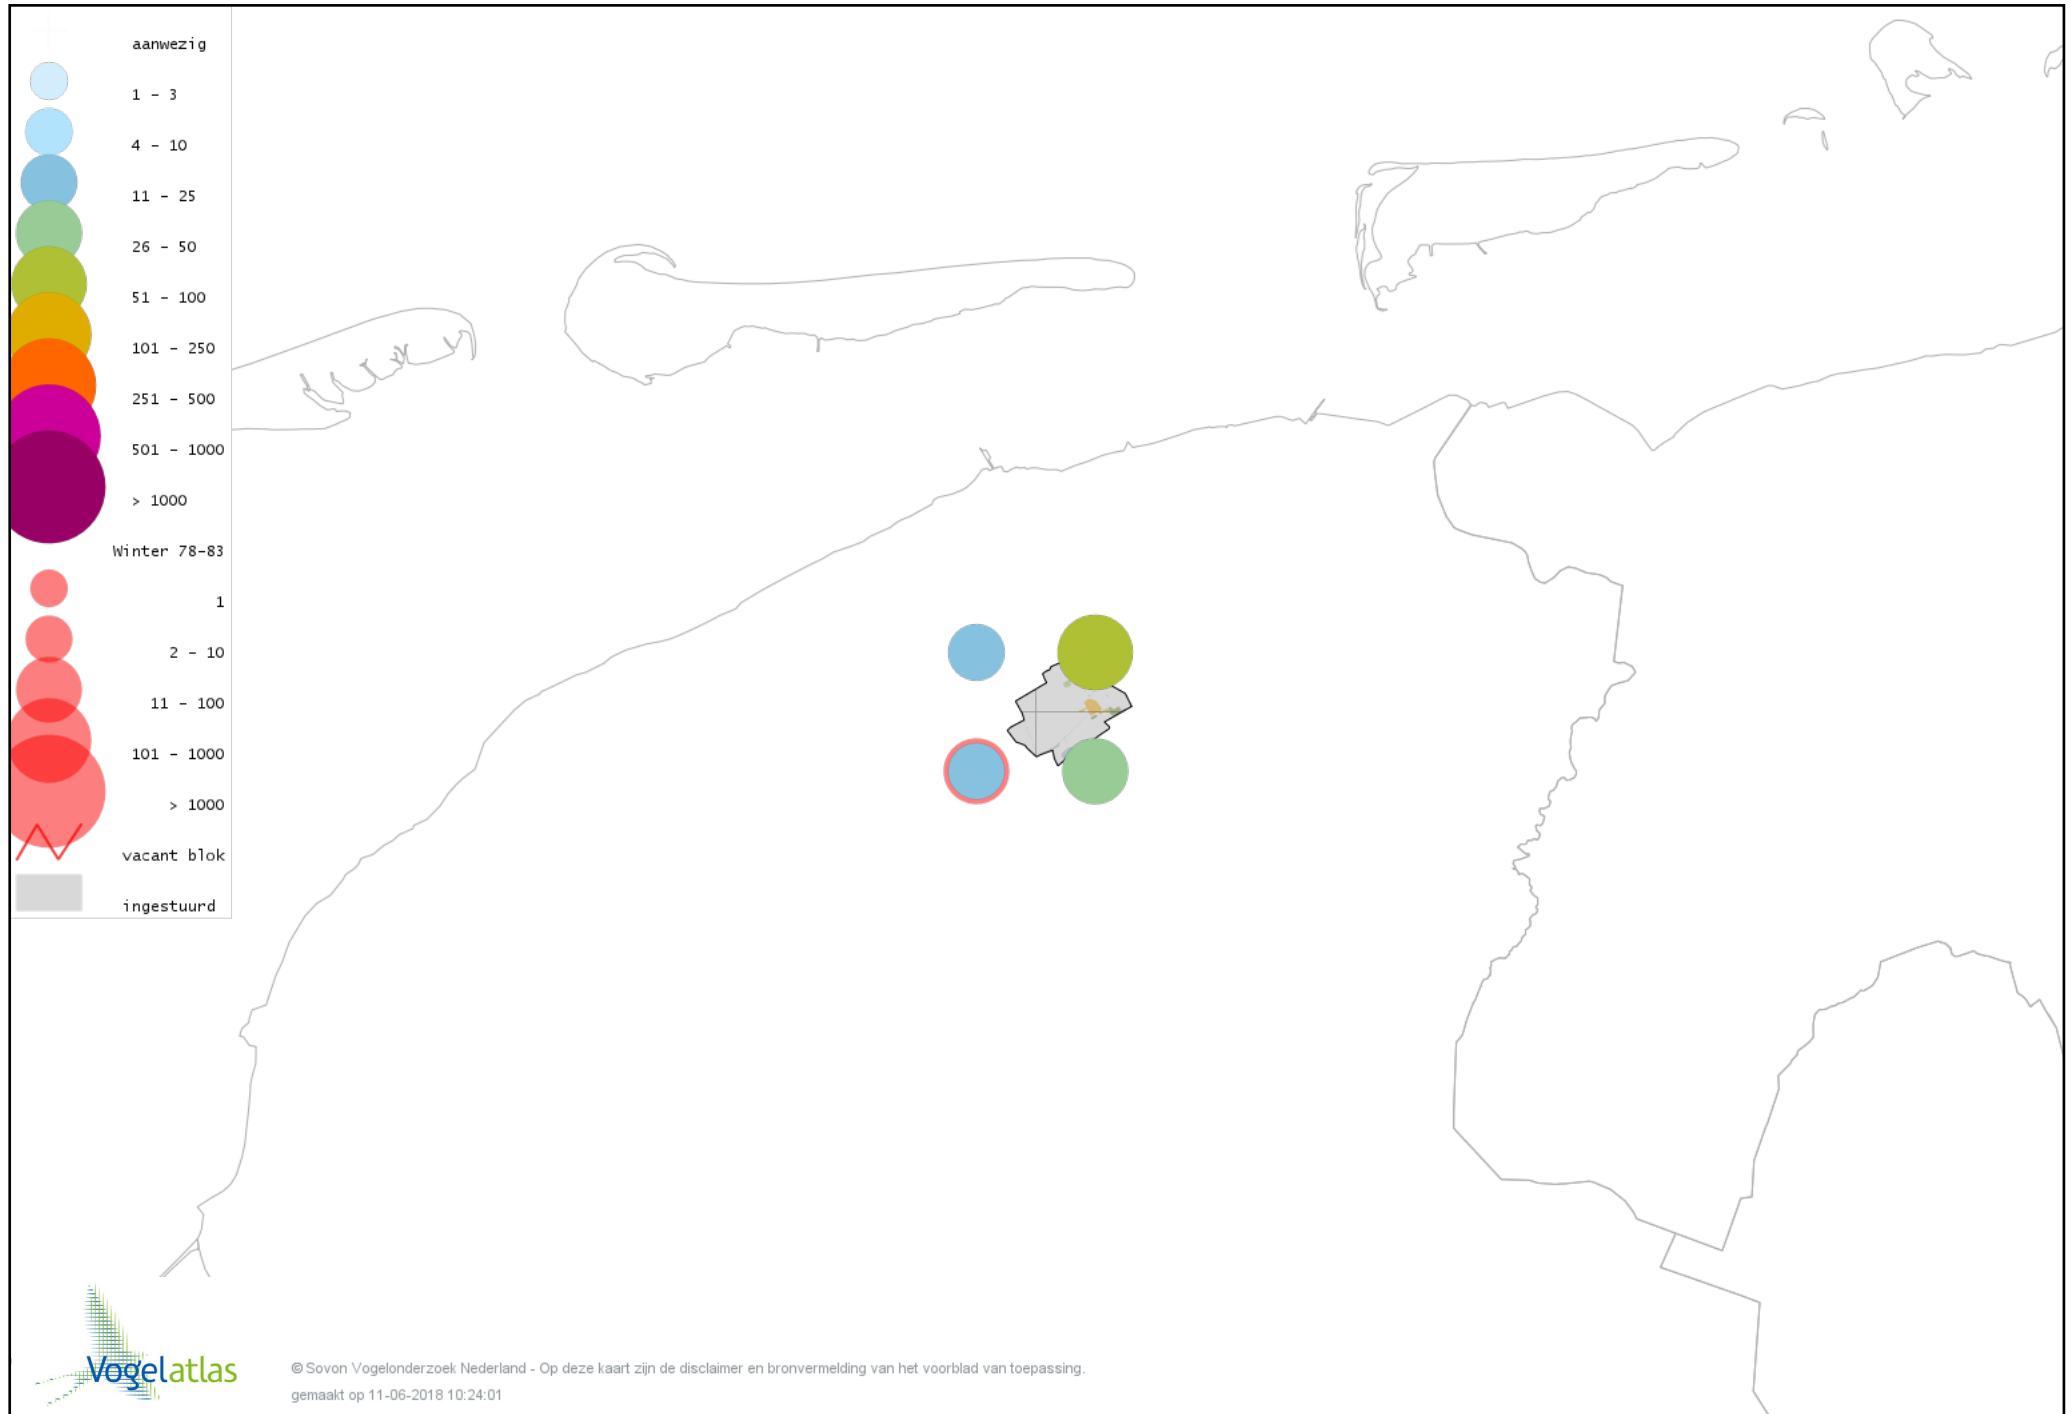 aanwezig
1 - 3
4 - 10
11 - 25
26 - 50
51 - 100
101 - 250
251 - 500
501 - 1000
> 1000
Winter 78-83
1
2 - 10
11 - 100
101 - 1000
> 1000
vacant blok
ingestuurd
Vogelatlas
© Sovon Vogelonderzoek Nederland - Op deze kaart zijn de disclaimer en bronvermelding van het voorblad van toepassing.
gemaakt op 11-06-2018 10:24:01